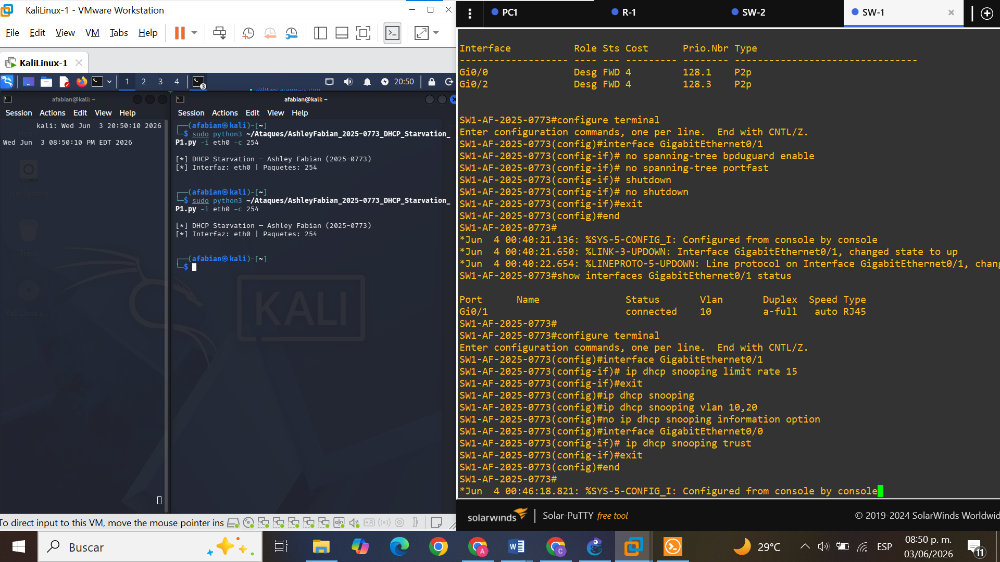 KaliLinux-1 - VMware Workstation
File Edit View VM Tabs Help
KaliLinux-1
1 2 3 4 3 20:50
afabian@kali: ~
Session Actions Edit View Help
kali: Wed Jun  3 20:50:10 2026
Wed Jun  3 08:50:10 PM EDT 2026
Home
File System
Trash
Kali Linux a...
afabian@kali: ~
Session Actions Edit View Help
┌──(afabian㉿kali)-[~]
└─$ sudo python3 ~/Ataques/AshleyFabian_2025-0773_DHCP_Starvation_
P1.py -i eth0 -c 254
[*] DHCP Starvation — Ashley Fabian (2025-0773)
[*] Interfaz: eth0 | Paquetes: 254
┌──(afabian㉿kali)-[~]
└─$ sudo python3 ~/Ataques/AshleyFabian_2025-0773_DHCP_Starvation_
P1.py -i eth0 -c 254
[*] DHCP Starvation — Ashley Fabian (2025-0773)
[*] Interfaz: eth0 | Paquetes: 254
┌──(afabian㉿kali)-[~]
└─$
KALI
To direct input to this VM, move the mouse pointer ins
PC1 R-1 SW-2 SW-1
Interface           Role Sts Cost      Prio.Nbr Type
------------------- ---- --- --------- -------- --------------------------------
Gi0/0               Desg FWD 4         128.1    P2p
Gi0/2               Desg FWD 4         128.3    P2p
SW1-AF-2025-0773#configure terminal
Enter configuration commands, one per line.  End with CNTL/Z.
SW1-AF-2025-0773(config)#interface GigabitEthernet0/1
SW1-AF-2025-0773(config-if)# no spanning-tree bpduguard enable
SW1-AF-2025-0773(config-if)# no spanning-tree portfast
SW1-AF-2025-0773(config-if)# shutdown
SW1-AF-2025-0773(config-if)# no shutdown
SW1-AF-2025-0773(config-if)#exit
SW1-AF-2025-0773(config)#end
SW1-AF-2025-0773#
*Jun  4 00:40:21.136: %SYS-5-CONFIG_I: Configured from console by console
*Jun  4 00:40:21.650: %LINK-3-UPDOWN: Interface GigabitEthernet0/1, changed state to up
*Jun  4 00:40:22.654: %LINEPROTO-5-UPDOWN: Line protocol on Interface GigabitEthernet0/1, chang
SW1-AF-2025-0773#show interfaces GigabitEthernet0/1 status
Port      Name               Status       Vlan       Duplex  Speed Type
Gi0/1                        connected    10         a-full   auto RJ45
SW1-AF-2025-0773#
SW1-AF-2025-0773#configure terminal
Enter configuration commands, one per line.  End with CNTL/Z.
SW1-AF-2025-0773(config)#interface GigabitEthernet0/1
SW1-AF-2025-0773(config-if)# ip dhcp snooping limit rate 15
SW1-AF-2025-0773(config-if)#exit
SW1-AF-2025-0773(config)#ip dhcp snooping
SW1-AF-2025-0773(config)#ip dhcp snooping vlan 10,20
SW1-AF-2025-0773(config)#no ip dhcp snooping information option
SW1-AF-2025-0773(config)#interface GigabitEthernet0/0
SW1-AF-2025-0773(config-if)# ip dhcp snooping trust
SW1-AF-2025-0773(config-if)#exit
SW1-AF-2025-0773(config)#end
SW1-AF-2025-0773#
*Jun  4 00:46:18.821: %SYS-5-CONFIG_I: Configured from console by console
solarwinds | Solar-PuTTY free tool © 2019-2024 SolarWinds Worldwid
Buscar
29°C ESP
08:50 p. m.
03/06/2026
11